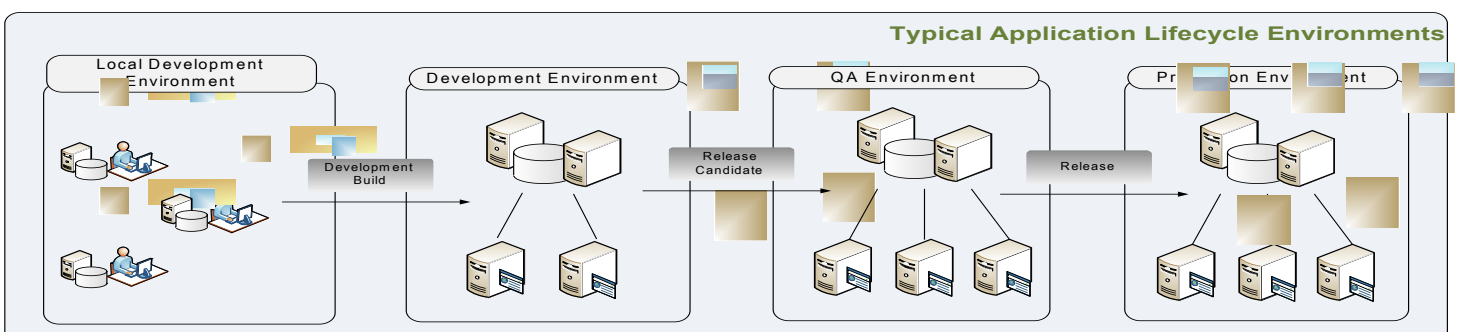 Typical Application Lifecycle Environments
Local Development
Environment
Development Environment
QA Environment
Development
Build
Release
Candidate
Release